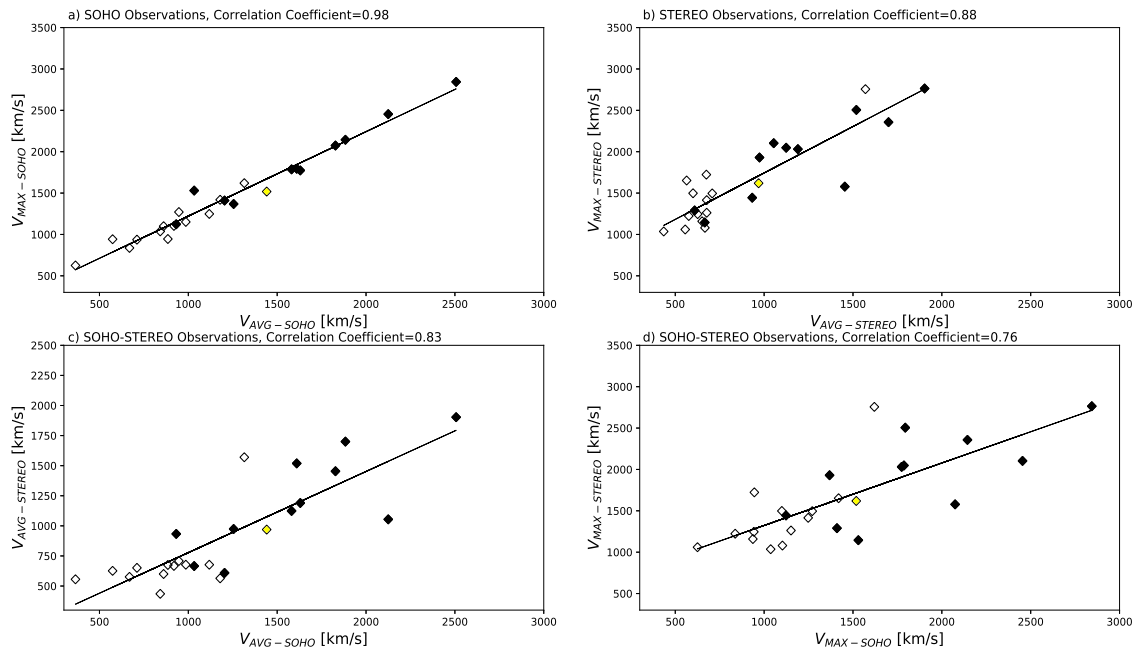 a) SOHO Observations, Correlation Coefficient=0.98
3500
3000
2500
2000
1500
1000
500
V_MAX−SOHO [km/s]
500 1000 1500 2000 2500 3000
V_AVG−SOHO [km/s]
b) STEREO Observations, Correlation Coefficient=0.88
3500
3000
2500
2000
1500
1000
500
V_MAX−STEREO [km/s]
500 1000 1500 2000 2500 3000
V_AVG−STEREO [km/s]
c) SOHO-STEREO Observations, Correlation Coefficient=0.83
2500
2250
2000
1750
1500
1250
1000
750
500
V_AVG−STEREO [km/s]
500 1000 1500 2000 2500 3000
V_AVG−SOHO [km/s]
d) SOHO-STEREO Observations, Correlation Coefficient=0.76
3500
3000
2500
2000
1500
1000
500
V_MAX−STEREO [km/s]
500 1000 1500 2000 2500 3000
V_MAX−SOHO [km/s]